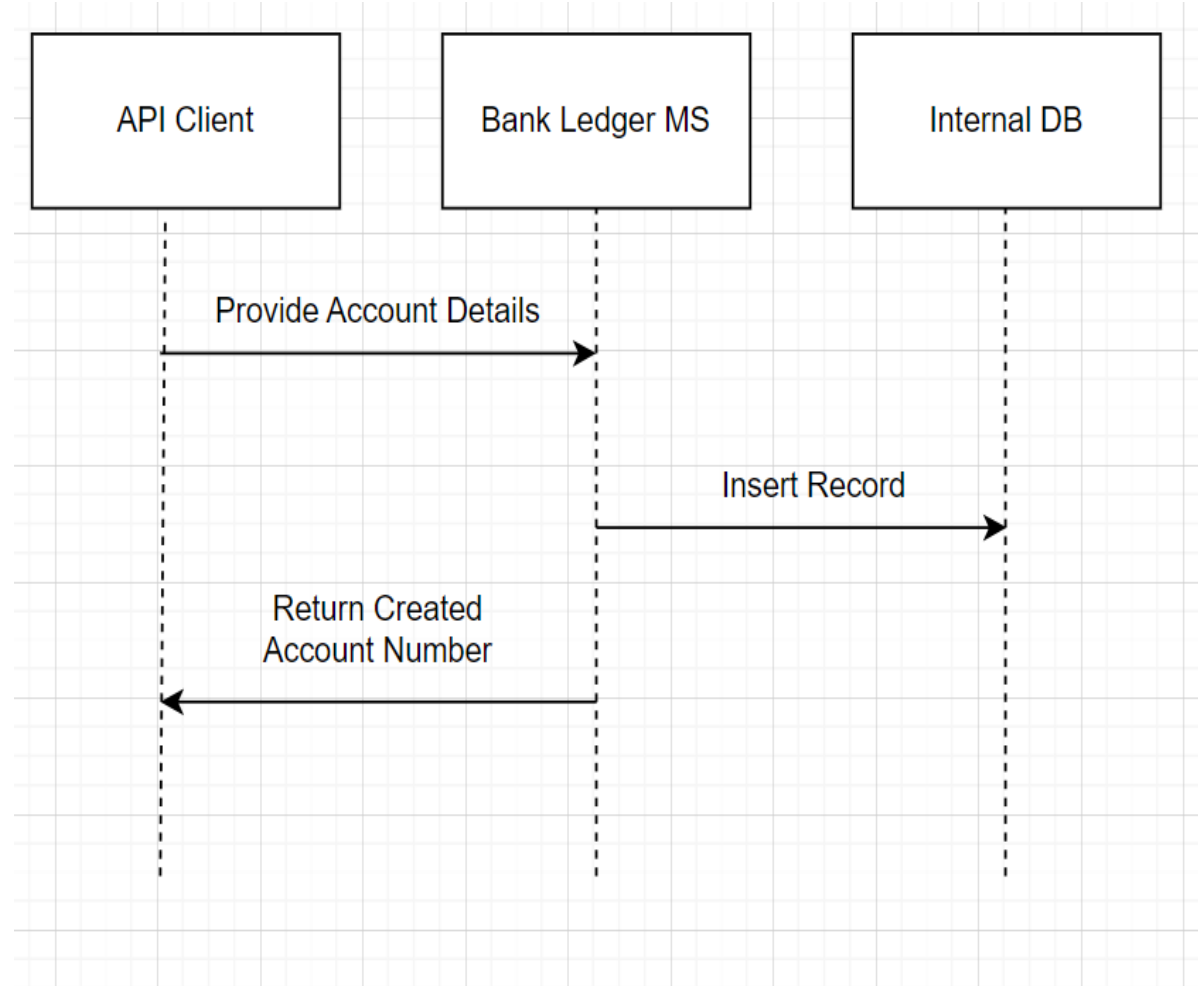 API Client
Bank Ledger MS
Internal DB
Provide Account Details
Insert Record
Return Created
Account Number